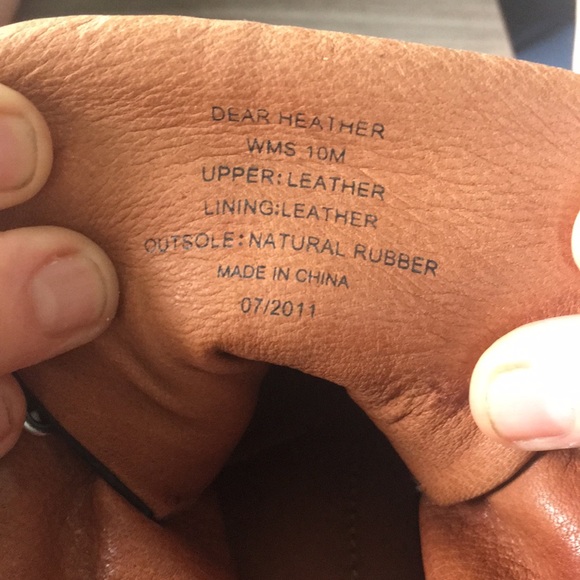 DEAR HEATHER
WMS 10M
UPPER:LEATHER
LINING:LEATHER
OUTSOLE:NATURAL RUBBER
MADE IN CHINA
07/2011